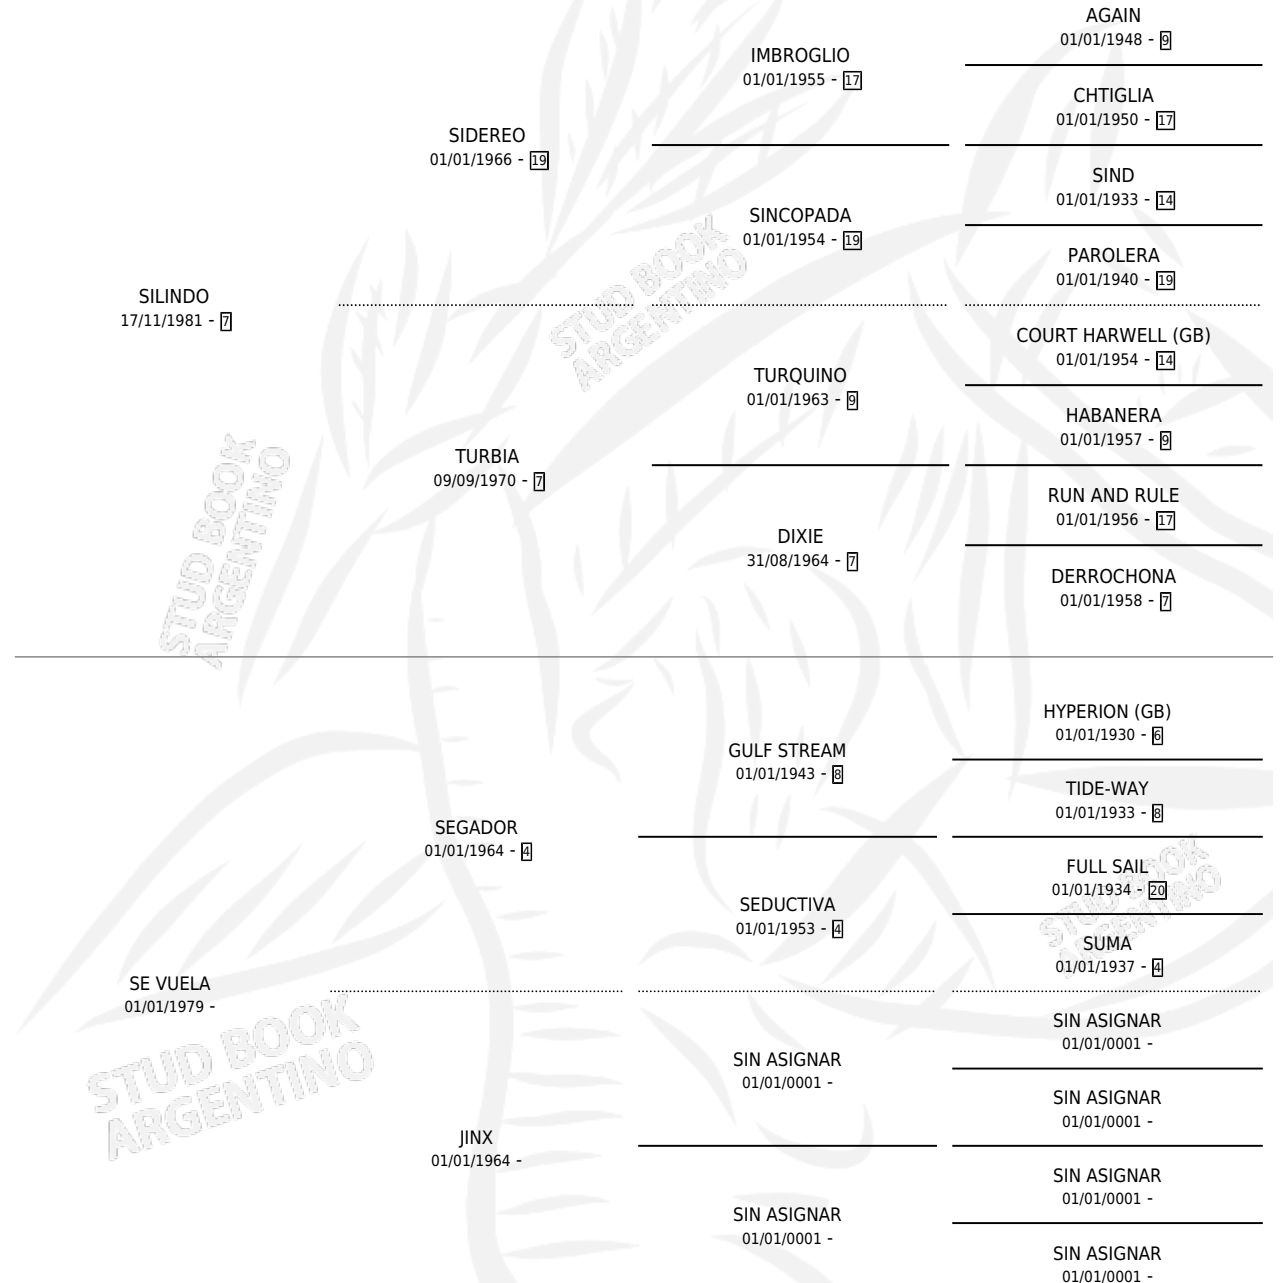 AGAIN
01/01/1948 - 9
IMBROGLIO
01/01/1955 - 17
CHTIGLIA
01/01/1950 - 17
SIDEREO
01/01/1966 - 19
SIND
01/01/1933 - 14
SINCOPADA
01/01/1954 - 19
PAROLERA
01/01/1940 - 19
SILINDO
17/11/1981 - 7
COURT HARWELL (GB)
01/01/1954 - 14
TURQUINO
01/01/1963 - 9
HABANERA
01/01/1957 - 9
TURBIA
09/09/1970 - 7
RUN AND RULE
01/01/1956 - 17
DIXIE
31/08/1964 - 7
DERROCHONA
01/01/1958 - 7
HYPERION (GB)
01/01/1930 - 6
GULF STREAM
01/01/1943 - 8
TIDE-WAY
01/01/1933 - 8
SEGADOR
01/01/1964 - 4
FULL SAIL
01/01/1934 - 20
SEDUCTIVA
01/01/1953 - 4
SUMA
01/01/1937 - 4
SE VUELA
01/01/1979 -
SIN ASIGNAR
01/01/0001 -
SIN ASIGNAR
01/01/0001 -
SIN ASIGNAR
01/01/0001 -
JINX
01/01/1964 -
SIN ASIGNAR
01/01/0001 -
SIN ASIGNAR
01/01/0001 -
SIN ASIGNAR
01/01/0001 -
STUD BOOK
ARGENTINO
STUD BOOK
ARGENTINO
STUD BOOK
ARGENTINO
STUD BOOK
ARGENTINO